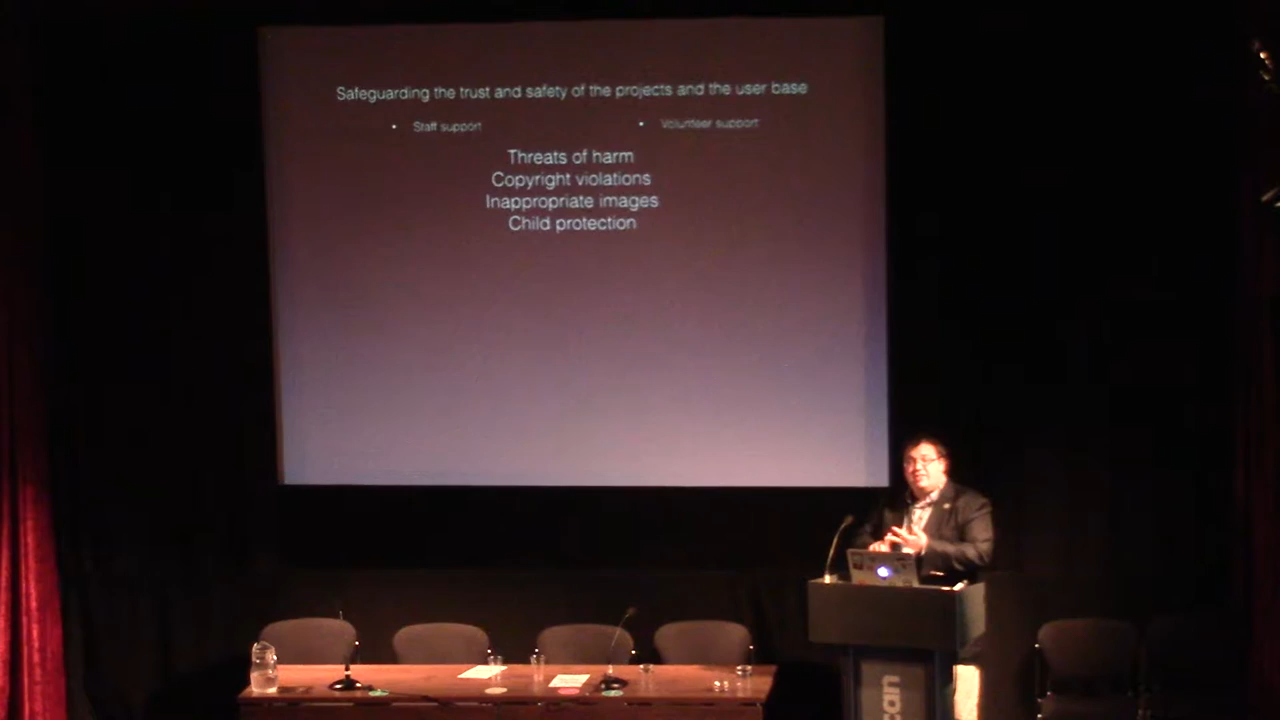 Safeguarding the trust and safety of the projects and the user base
• Staff support
• Volunteer support
Threats of harm
Copyright violations
Inappropriate images
Child protection
can